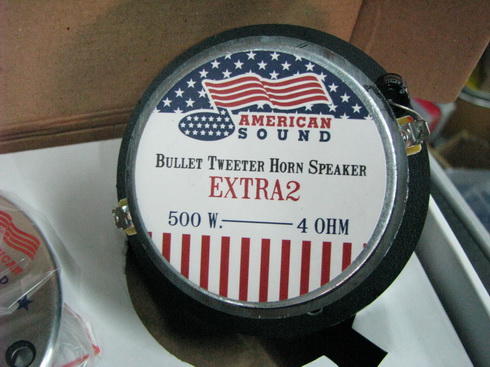 AMERICAN
SOUND
BULLET TWEETER HORN SPEAKER
EXTRA2
500 W. 4 OHM